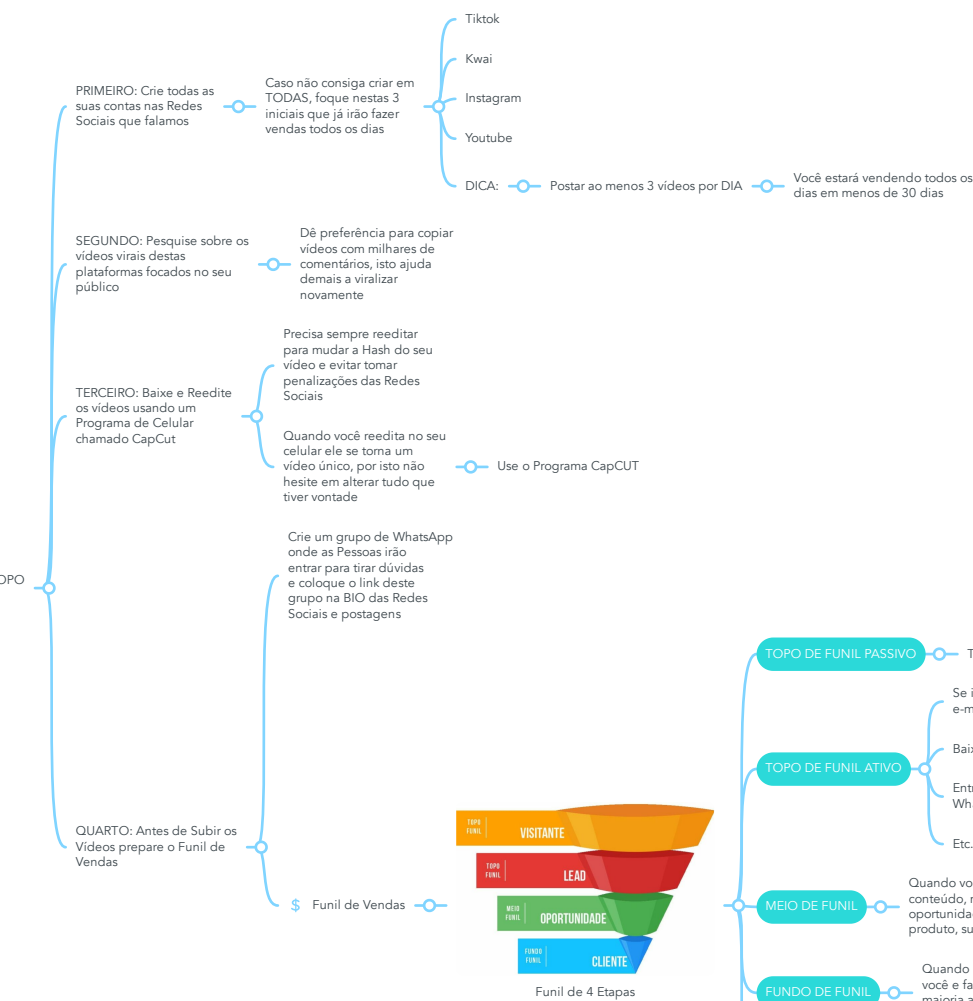 OPO
PRIMEIRO: Crie todas as
suas contas nas Redes
Sociais que falamos
Caso não consiga criar em
TODAS, foque nestas 3
iniciais que já irão fazer
vendas todos os dias
Tiktok
Kwai
Instagram
Youtube
DICA:
Postar ao menos 3 vídeos por DIA
Você estará vendendo todos os
dias em menos de 30 dias
SEGUNDO: Pesquise sobre os
vídeos virais destas
plataformas focados no seu
público
Dê preferência para copiar
vídeos com milhares de
comentários, isto ajuda
demais a viralizar
novamente
TERCEIRO: Baixe e Reedite
os vídeos usando um
Programa de Celular
chamado CapCut
Precisa sempre reeditar
para mudar a Hash do seu
vídeo e evitar tomar
penalizações das Redes
Sociais
Quando você reedita no seu
celular ele se torna um
vídeo único, por isto não
hesite em alterar tudo que
tiver vontade
Use o Programa CapCUT
QUARTO: Antes de Subir os
Vídeos prepare o Funil de
Vendas
Crie um grupo de WhatsApp
onde as Pessoas irão
entrar para tirar dúvidas
e coloque o link deste
grupo na BIO das Redes
Sociais e postagens
$ Funil de Vendas
TOPO
FUNIL
VISITANTE
TOPO
FUNIL
LEAD
MEIO
FUNIL
OPORTUNIDADE
FUNDO
FUNIL
CLIENTE
Funil de 4 Etapas
TOPO DE FUNIL PASSIVO
T
TOPO DE FUNIL ATIVO
Se i
e-m
Baix
Entr
Wha
Etc.
MEIO DE FUNIL
Quando vo
conteúdo, r
oportunida
produto, su
FUNDO DE FUNIL
Quando
você e fa
maioria a